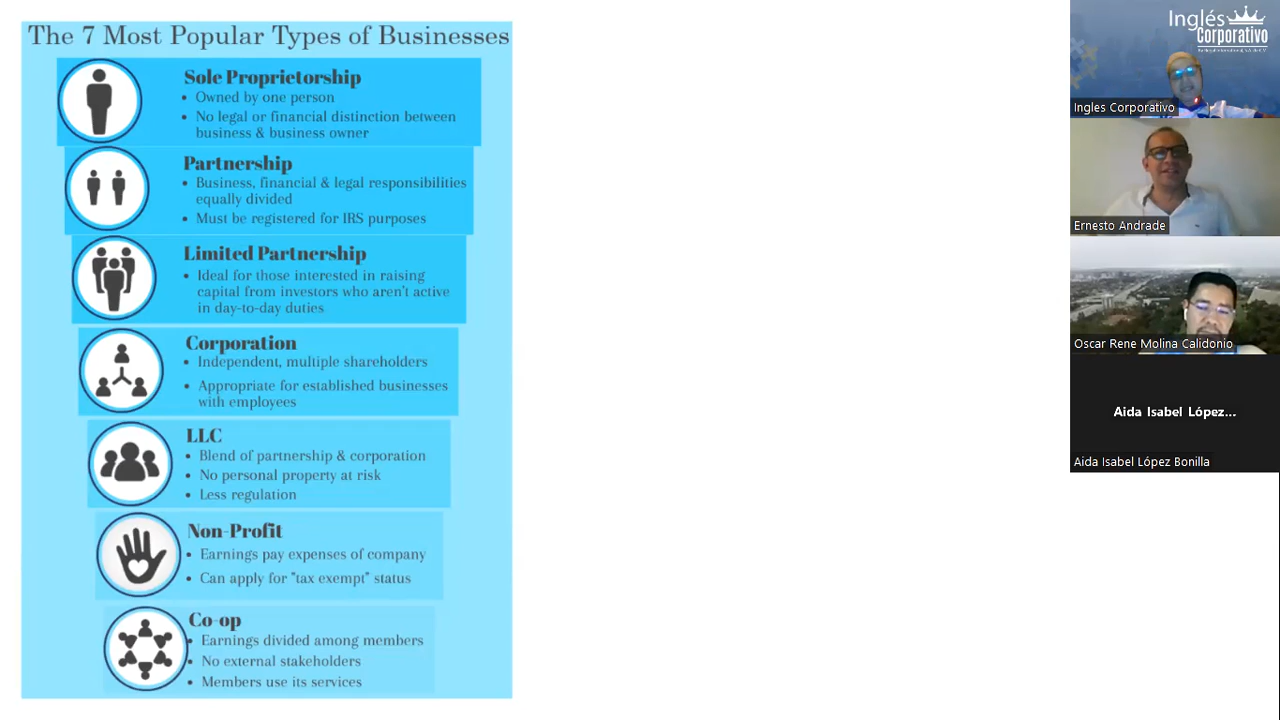 The 7 Most Popular Types of Businesses
Sole Proprietorship
• Owned by one person
• No legal or financial distinction between
business & business owner
Partnership
• Business, financial & legal responsibilities
equally divided
• Must be registered for IRS purposes
Limited Partnership
• Ideal for those interested in raising
capital from investors who aren't active
in day-to-day duties
Corporation
• Independent, multiple shareholders
• Appropriate for established businesses
with employees
LLC
• Blend of partnership & corporation
• No personal property at risk
• Less regulation
Non-Profit
• Earnings pay expenses of company
• Can apply for "tax exempt" status
Co-op
• Earnings divided among members
• No external stakeholders
• Members use its services
Inglés
Corporativo
Ingles Corporativo
Ernesto Andrade
Oscar Rene Molina Calidonio
Aida Isabel López...
Aida Isabel López Bonilla